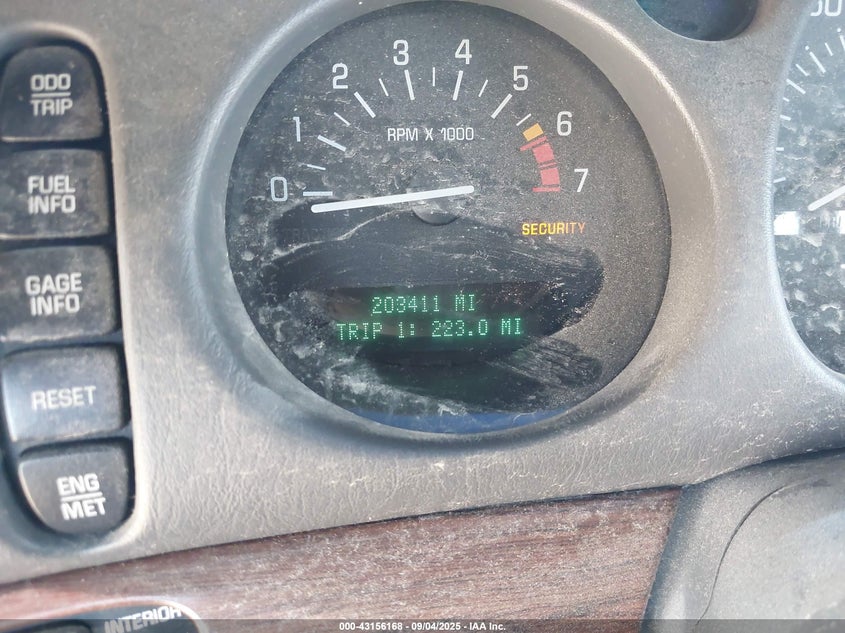 ODO
TRIP
FUEL
INFO
GAGE
INFO
RESET
ENG
MET
INTERIOR
0
1
2
3
4
5
6
7
RPM X 1000
SECURITY
203411 MI
TRIP 1: 223.0 MI
000-43156168 - 09/04/2025 - IAA Inc.